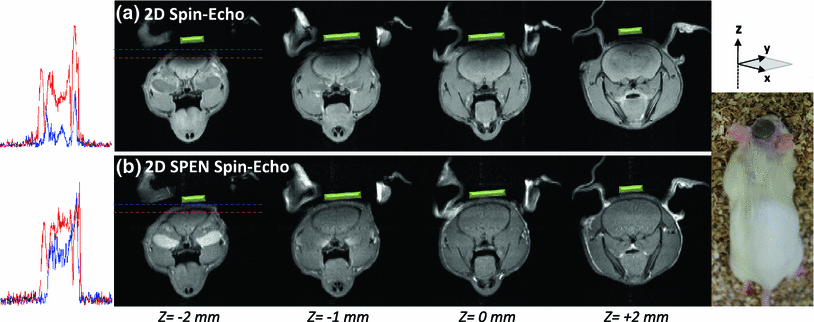 (a) 2D Spin-Echo
z
y
x
(b) 2D SPEN Spin-Echo
Z= -2 mm
Z= -1 mm
Z= 0 mm
Z= +2 mm